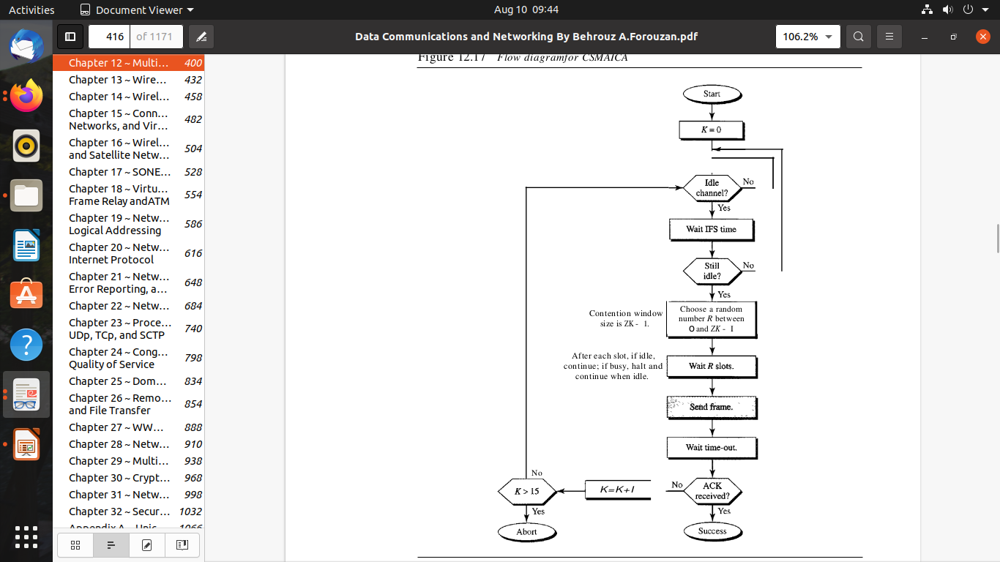 Activities
Document Viewer
Aug 10 09:44
416
of 1171
Data Communications and Networking By Behrouz A.Forouzan.pdf
106.2%
Chapter 12 ~ Multi… 400
Chapter 13 ~ Wire… 432
Chapter 14 ~ Wirel… 458
Chapter 15 ~ Conn…
Networks, and Vir… 482
Chapter 16 ~ Wirel…
and Satellite Netw… 504
Chapter 17 ~ SONE… 528
Chapter 18 ~ Virtu…
Frame Relay andATM 554
Chapter 19 ~ Netw…
Logical Addressing 586
Chapter 20 ~ Netw…
Internet Protocol 616
Chapter 21 ~ Netw…
Error Reporting, a… 648
Chapter 22 ~ Netw… 684
Chapter 23 ~ Proce…
UDp, TCp, and SCTP 740
Chapter 24 ~ Cong…
Quality of Service 798
Chapter 25 ~ Dom… 834
Chapter 26 ~ Remo…
and File Transfer 854
Chapter 27 ~ WW… 888
Chapter 28 ~ Netw… 910
Chapter 29 ~ Multi… 938
Chapter 30 ~ Crypt… 968
Chapter 31 ~ Netw… 998
Chapter 32 ~ Secur… 1032
Appendix A ~ Unic… 1066
Figure 12.17 Flow diagramfor CSMAICA
Start
K = 0
Idle
channel?
No
Yes
Wait IFS time
Still
idle?
No
Yes
Contention window
size is ZK - 1.
Choose a random
number R between
O and ZK - I
After each slot, if idle,
continue; if busy, halt and
continue when idle.
Wait R slots.
Send frame.
Wait time-out.
ACK
received?
No
Yes
K=K+I
K > 15
No
Yes
Abort
Success